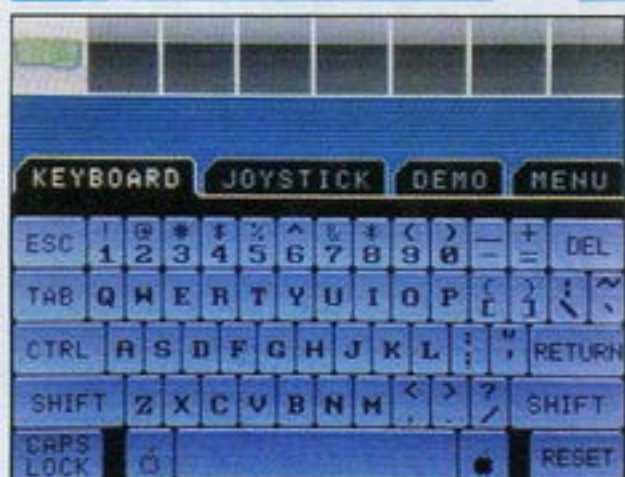 KEYBOARD JOYSTICK DEMO MENU
ESC ! 1 @ 2 # 3 $ 4 % 5 ^ 6 & 7 * 8 ( 9 ) 0 — - + = DEL
TAB Q W E R T Y U I O P { [ } ] ¦ \ ~ `
CTRL A S D F G H J K L : ; " ' RETURN
SHIFT Z X C V B N M < , > . ? / SHIFT
CAPS LOCK RESET